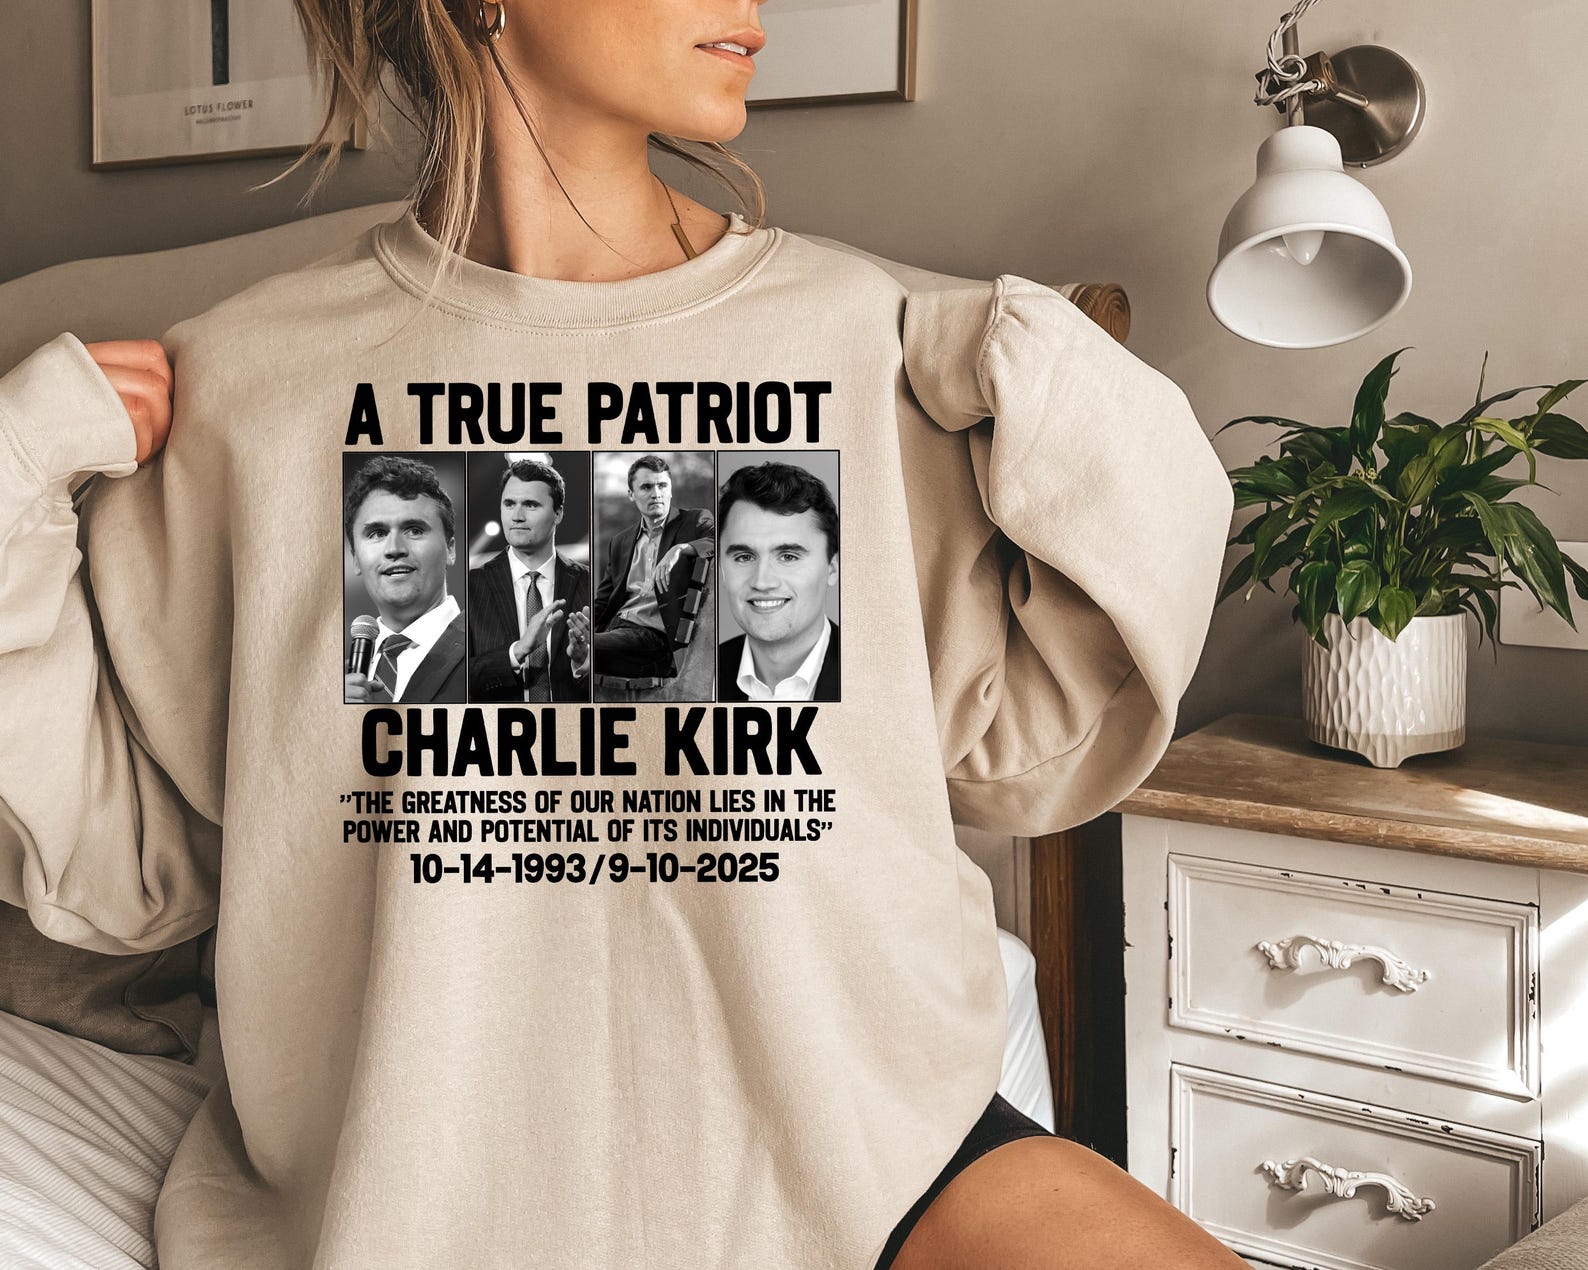 LOTUS FLOWER
A TRUE PATRIOT
CHARLIE KIRK
”THE GREATNESS OF OUR NATION LIES IN THE
POWER AND POTENTIAL OF ITS INDIVIDUALS”
10-14-1993/9-10-2025